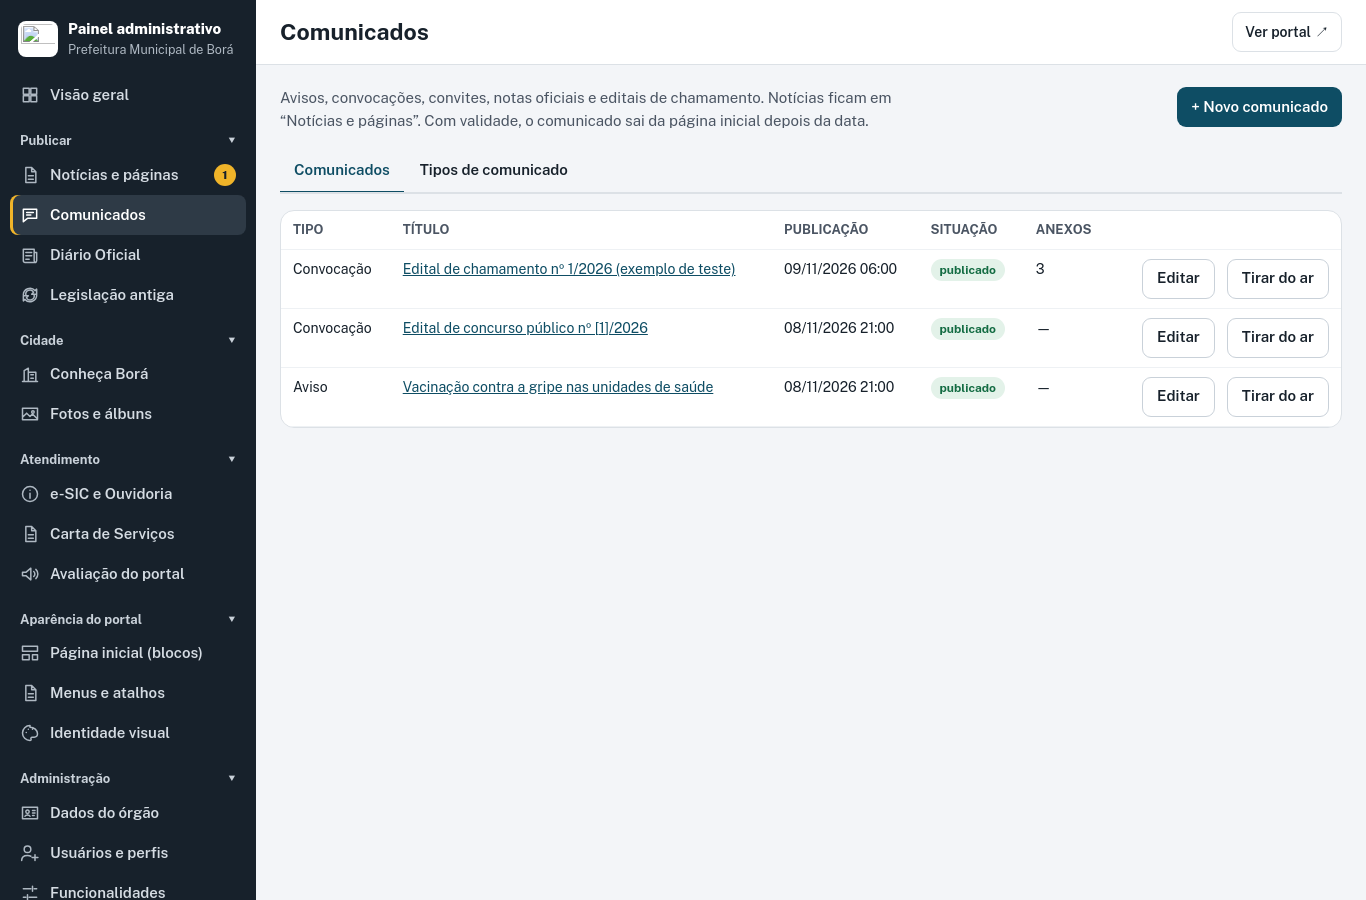 Painel administrativo
Prefeitura Municipal de Borá
Visão geral
Publicar
Notícias e páginas 1
Comunicados
Diário Oficial
Legislação antiga
Cidade
Conheça Borá
Fotos e álbuns
Atendimento
e-SIC e Ouvidoria
Carta de Serviços
Avaliação do portal
Aparência do portal
Página inicial (blocos)
Menus e atalhos
Identidade visual
Administração
Dados do órgão
Usuários e perfis
Funcionalidades
Comunicados
Ver portal ↗
Avisos, convocações, convites, notas oficiais e editais de chamamento. Notícias ficam em
“Notícias e páginas”. Com validade, o comunicado sai da página inicial depois da data.
+ Novo comunicado
Comunicados Tipos de comunicado
TIPO TÍTULO PUBLICAÇÃO SITUAÇÃO ANEXOS
Convocação Edital de chamamento nº 1/2026 (exemplo de teste) 09/11/2026 06:00 publicado 3 Editar Tirar do ar
Convocação Edital de concurso público nº [1]/2026 08/11/2026 21:00 publicado — Editar Tirar do ar
Aviso Vacinação contra a gripe nas unidades de saúde 08/11/2026 21:00 publicado — Editar Tirar do ar